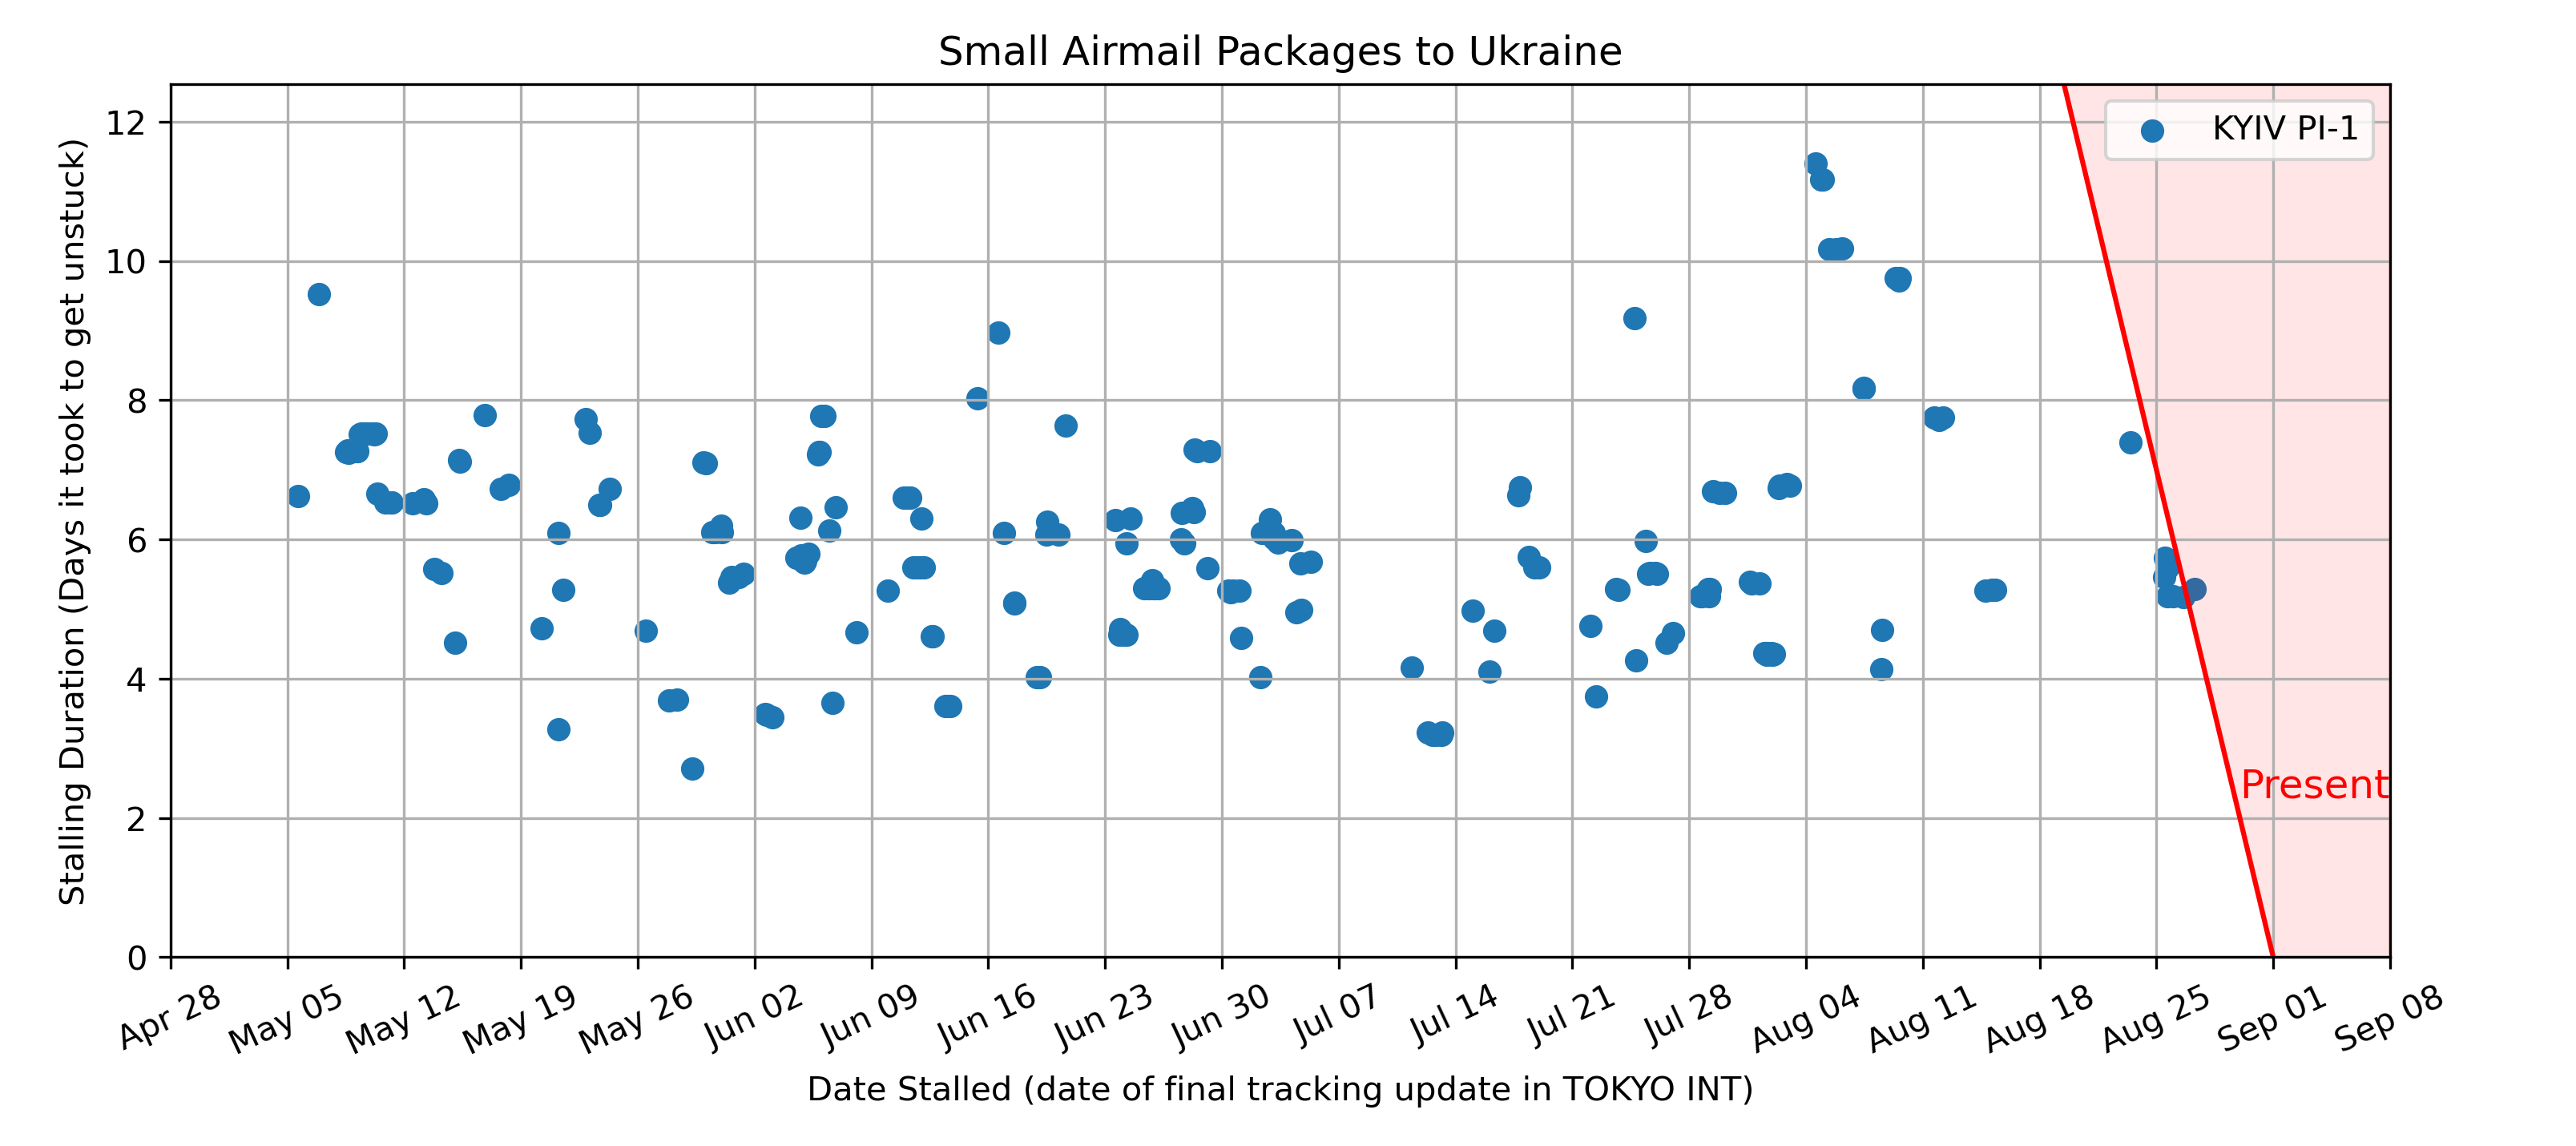 Small Airmail Packages to Ukraine
KYIV PI-1
Stalling Duration (Days it took to get unstuck)
12
10
8
6
4
2
0
Present
Apr 28
May 05
May 12
May 19
May 26
Jun 02
Jun 09
Jun 16
Jun 23
Jun 30
Jul 07
Jul 14
Jul 21
Jul 28
Aug 04
Aug 11
Aug 18
Aug 25
Sep 01
Sep 08
Date Stalled (date of final tracking update in TOKYO INT)